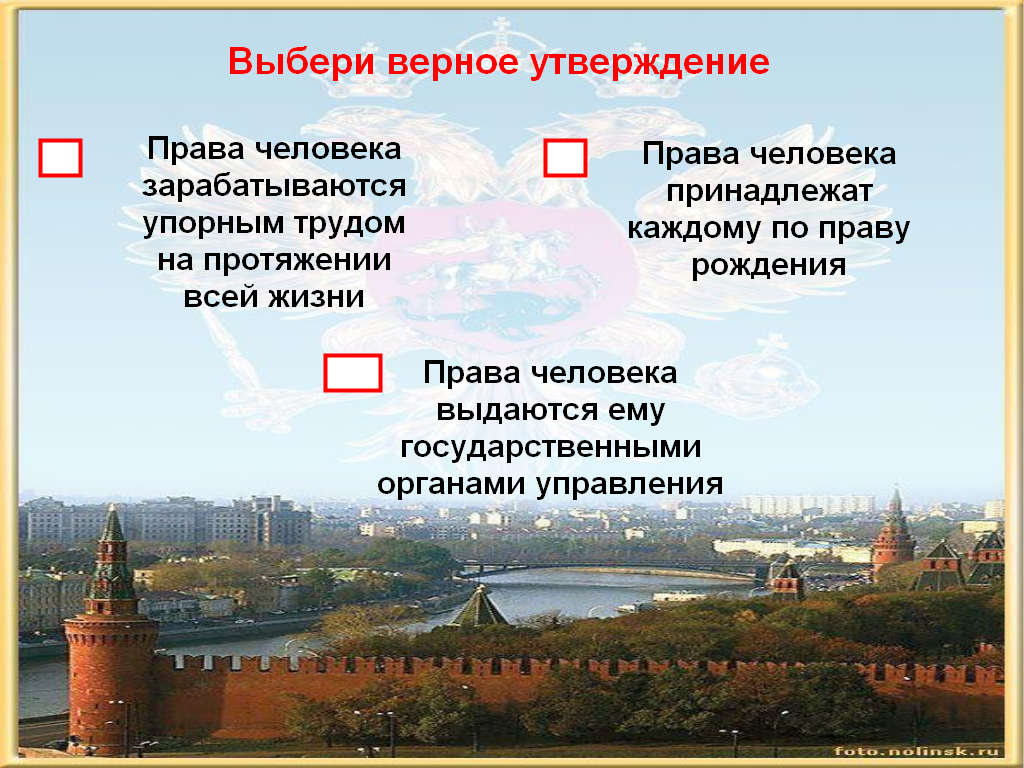 Выбери верное утверждение
Права человека
зарабатываются
упорным трудом
на протяжении
всей жизни
Права человека
принадлежат
каждому по праву
рождения
Права человека
выдаются ему
государственными
органами управления
foto.nolinsk.ru